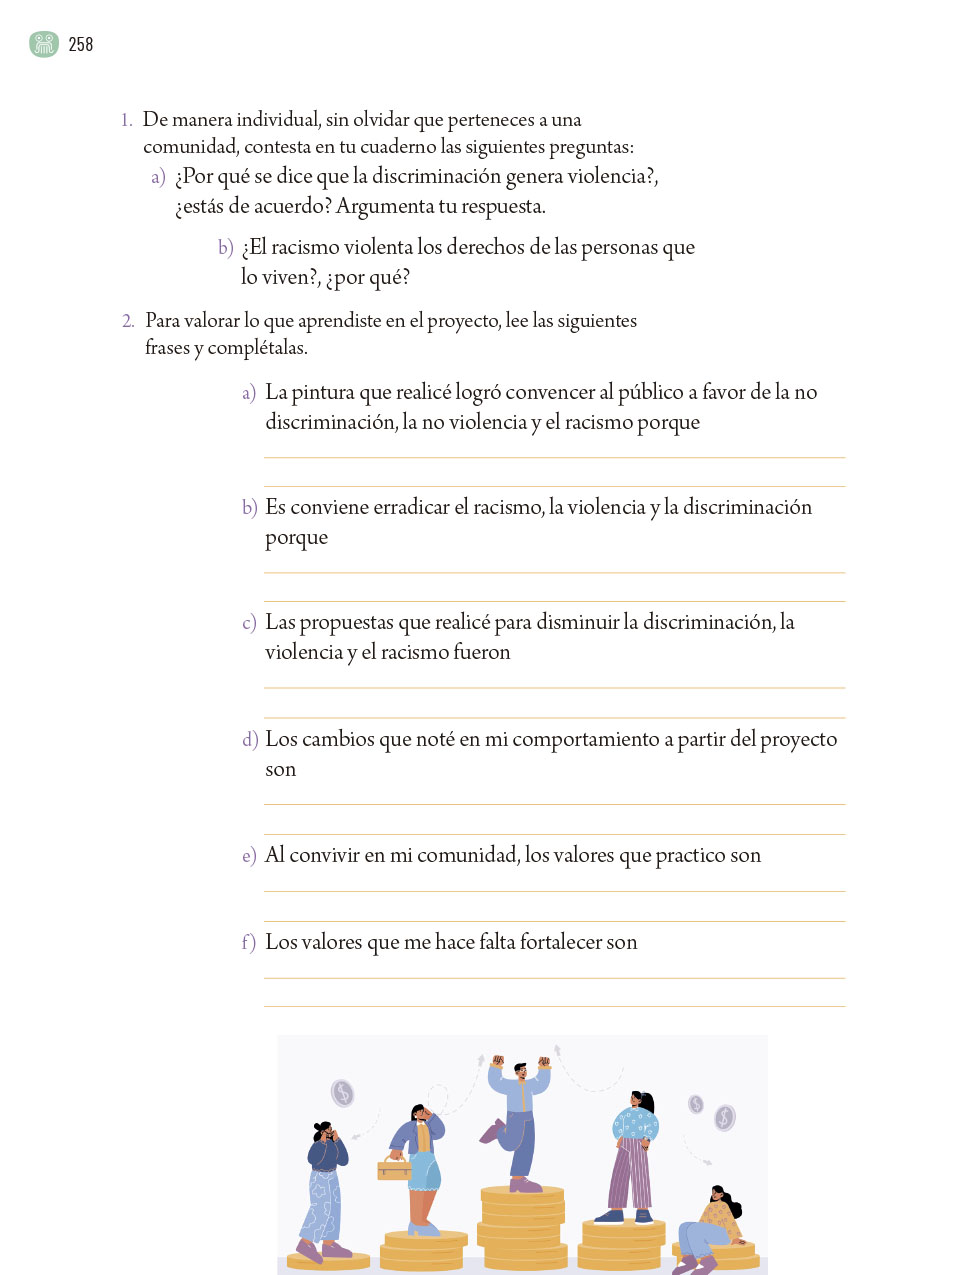 258
1. De manera individual, sin olvidar que perteneces a una
comunidad, contesta en tu cuaderno las siguientes preguntas:
a) ¿Por qué se dice que la discriminación genera violencia?,
¿estás de acuerdo? Argumenta tu respuesta.
b) ¿El racismo violenta los derechos de las personas que
lo viven?, ¿por qué?
2. Para valorar lo que aprendiste en el proyecto, lee las siguientes
frases y complétalas.
a) La pintura que realicé logró convencer al público a favor de la no
discriminación, la no violencia y el racismo porque
b) Es conviene erradicar el racismo, la violencia y la discriminación
porque
c) Las propuestas que realicé para disminuir la discriminación, la
violencia y el racismo fueron
d) Los cambios que noté en mi comportamiento a partir del proyecto
son
e) Al convivir en mi comunidad, los valores que practico son
f) Los valores que me hace falta fortalecer son
$
$ $